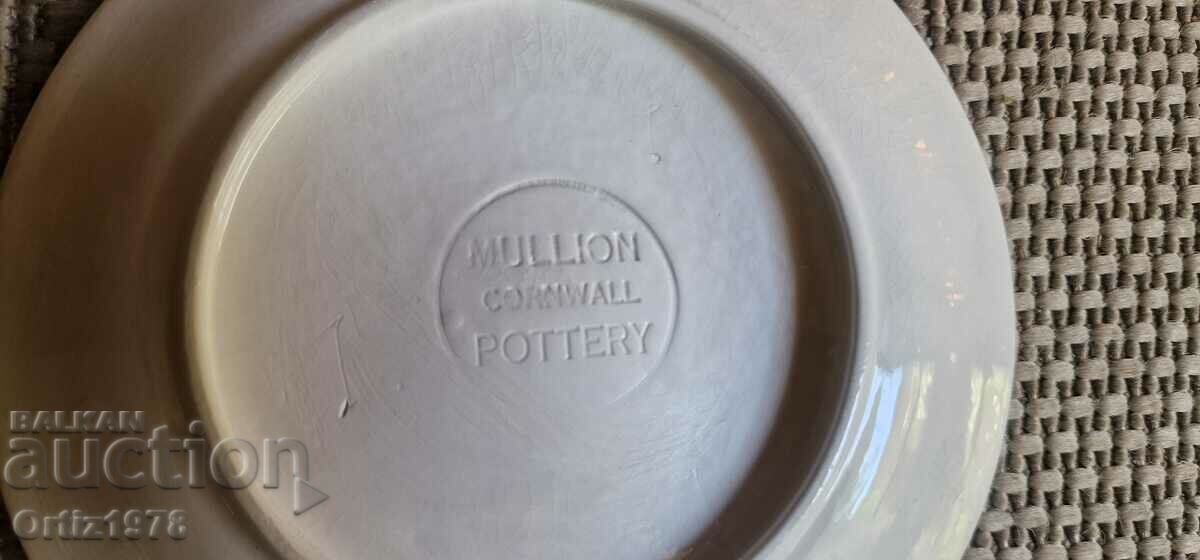 MULLION
CORNWALL
POTTERY
BALKAN
auction
Ortiz1978